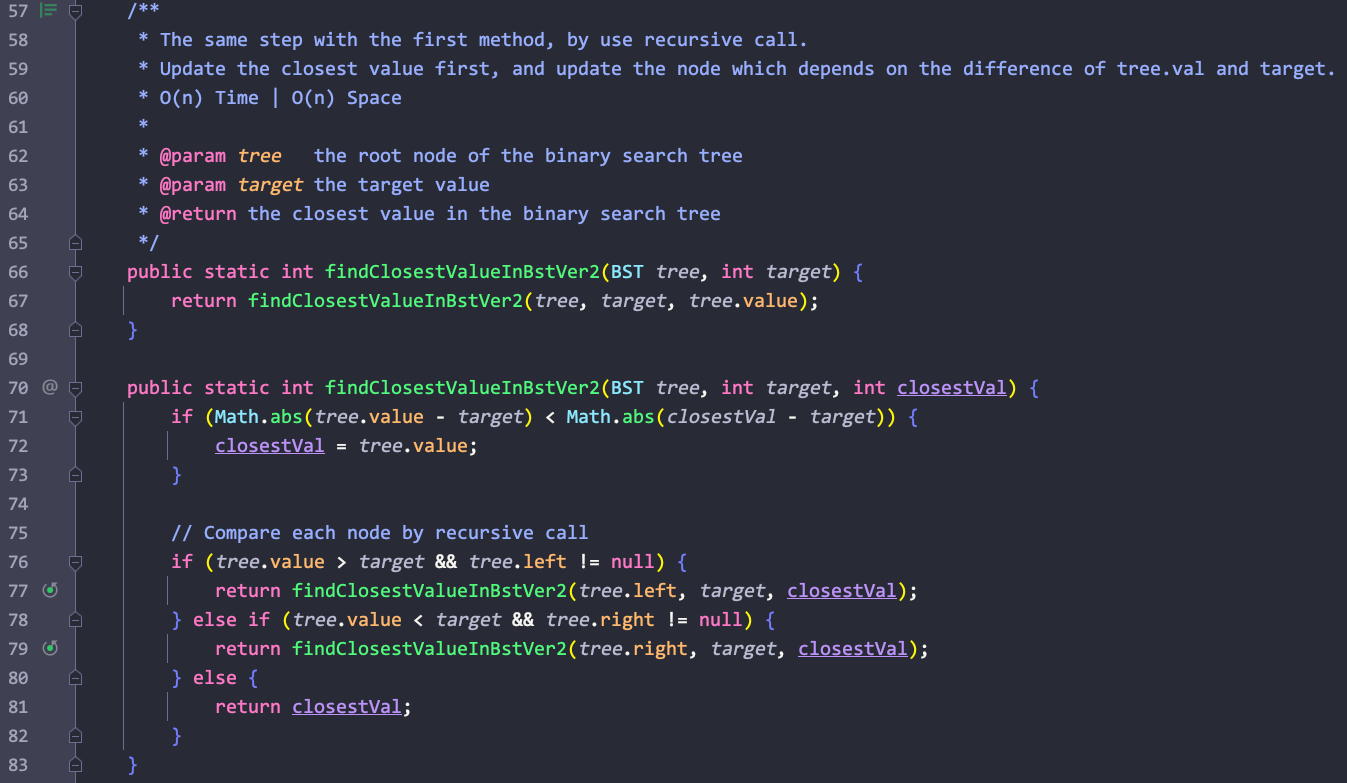 57 /**
58 * The same step with the first method, by use recursive call.
59 * Update the closest value first, and update the node which depends on the difference of tree.val and target.
60 * O(n) Time | O(n) Space
61 *
62 * @param tree   the root node of the binary search tree
63 * @param target the target value
64 * @return the closest value in the binary search tree
65 */
66 public static int findClosestValueInBstVer2(BST tree, int target) {
67     return findClosestValueInBstVer2(tree, target, tree.value);
68 }
69
70 @ public static int findClosestValueInBstVer2(BST tree, int target, int closestVal) {
71     if (Math.abs(tree.value - target) < Math.abs(closestVal - target)) {
72         closestVal = tree.value;
73     }
74
75     // Compare each node by recursive call
76     if (tree.value > target && tree.left != null) {
77         return findClosestValueInBstVer2(tree.left, target, closestVal);
78     } else if (tree.value < target && tree.right != null) {
79         return findClosestValueInBstVer2(tree.right, target, closestVal);
80     } else {
81         return closestVal;
82     }
83 }